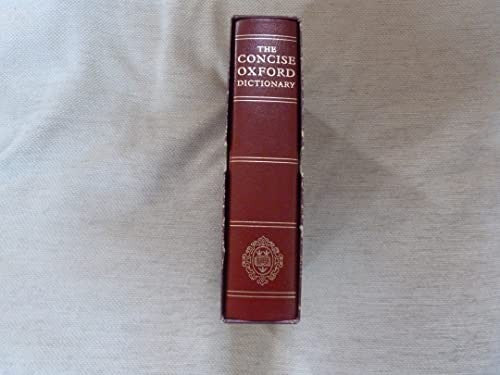 THE
CONCISE
OXFORD
DICTIONARY